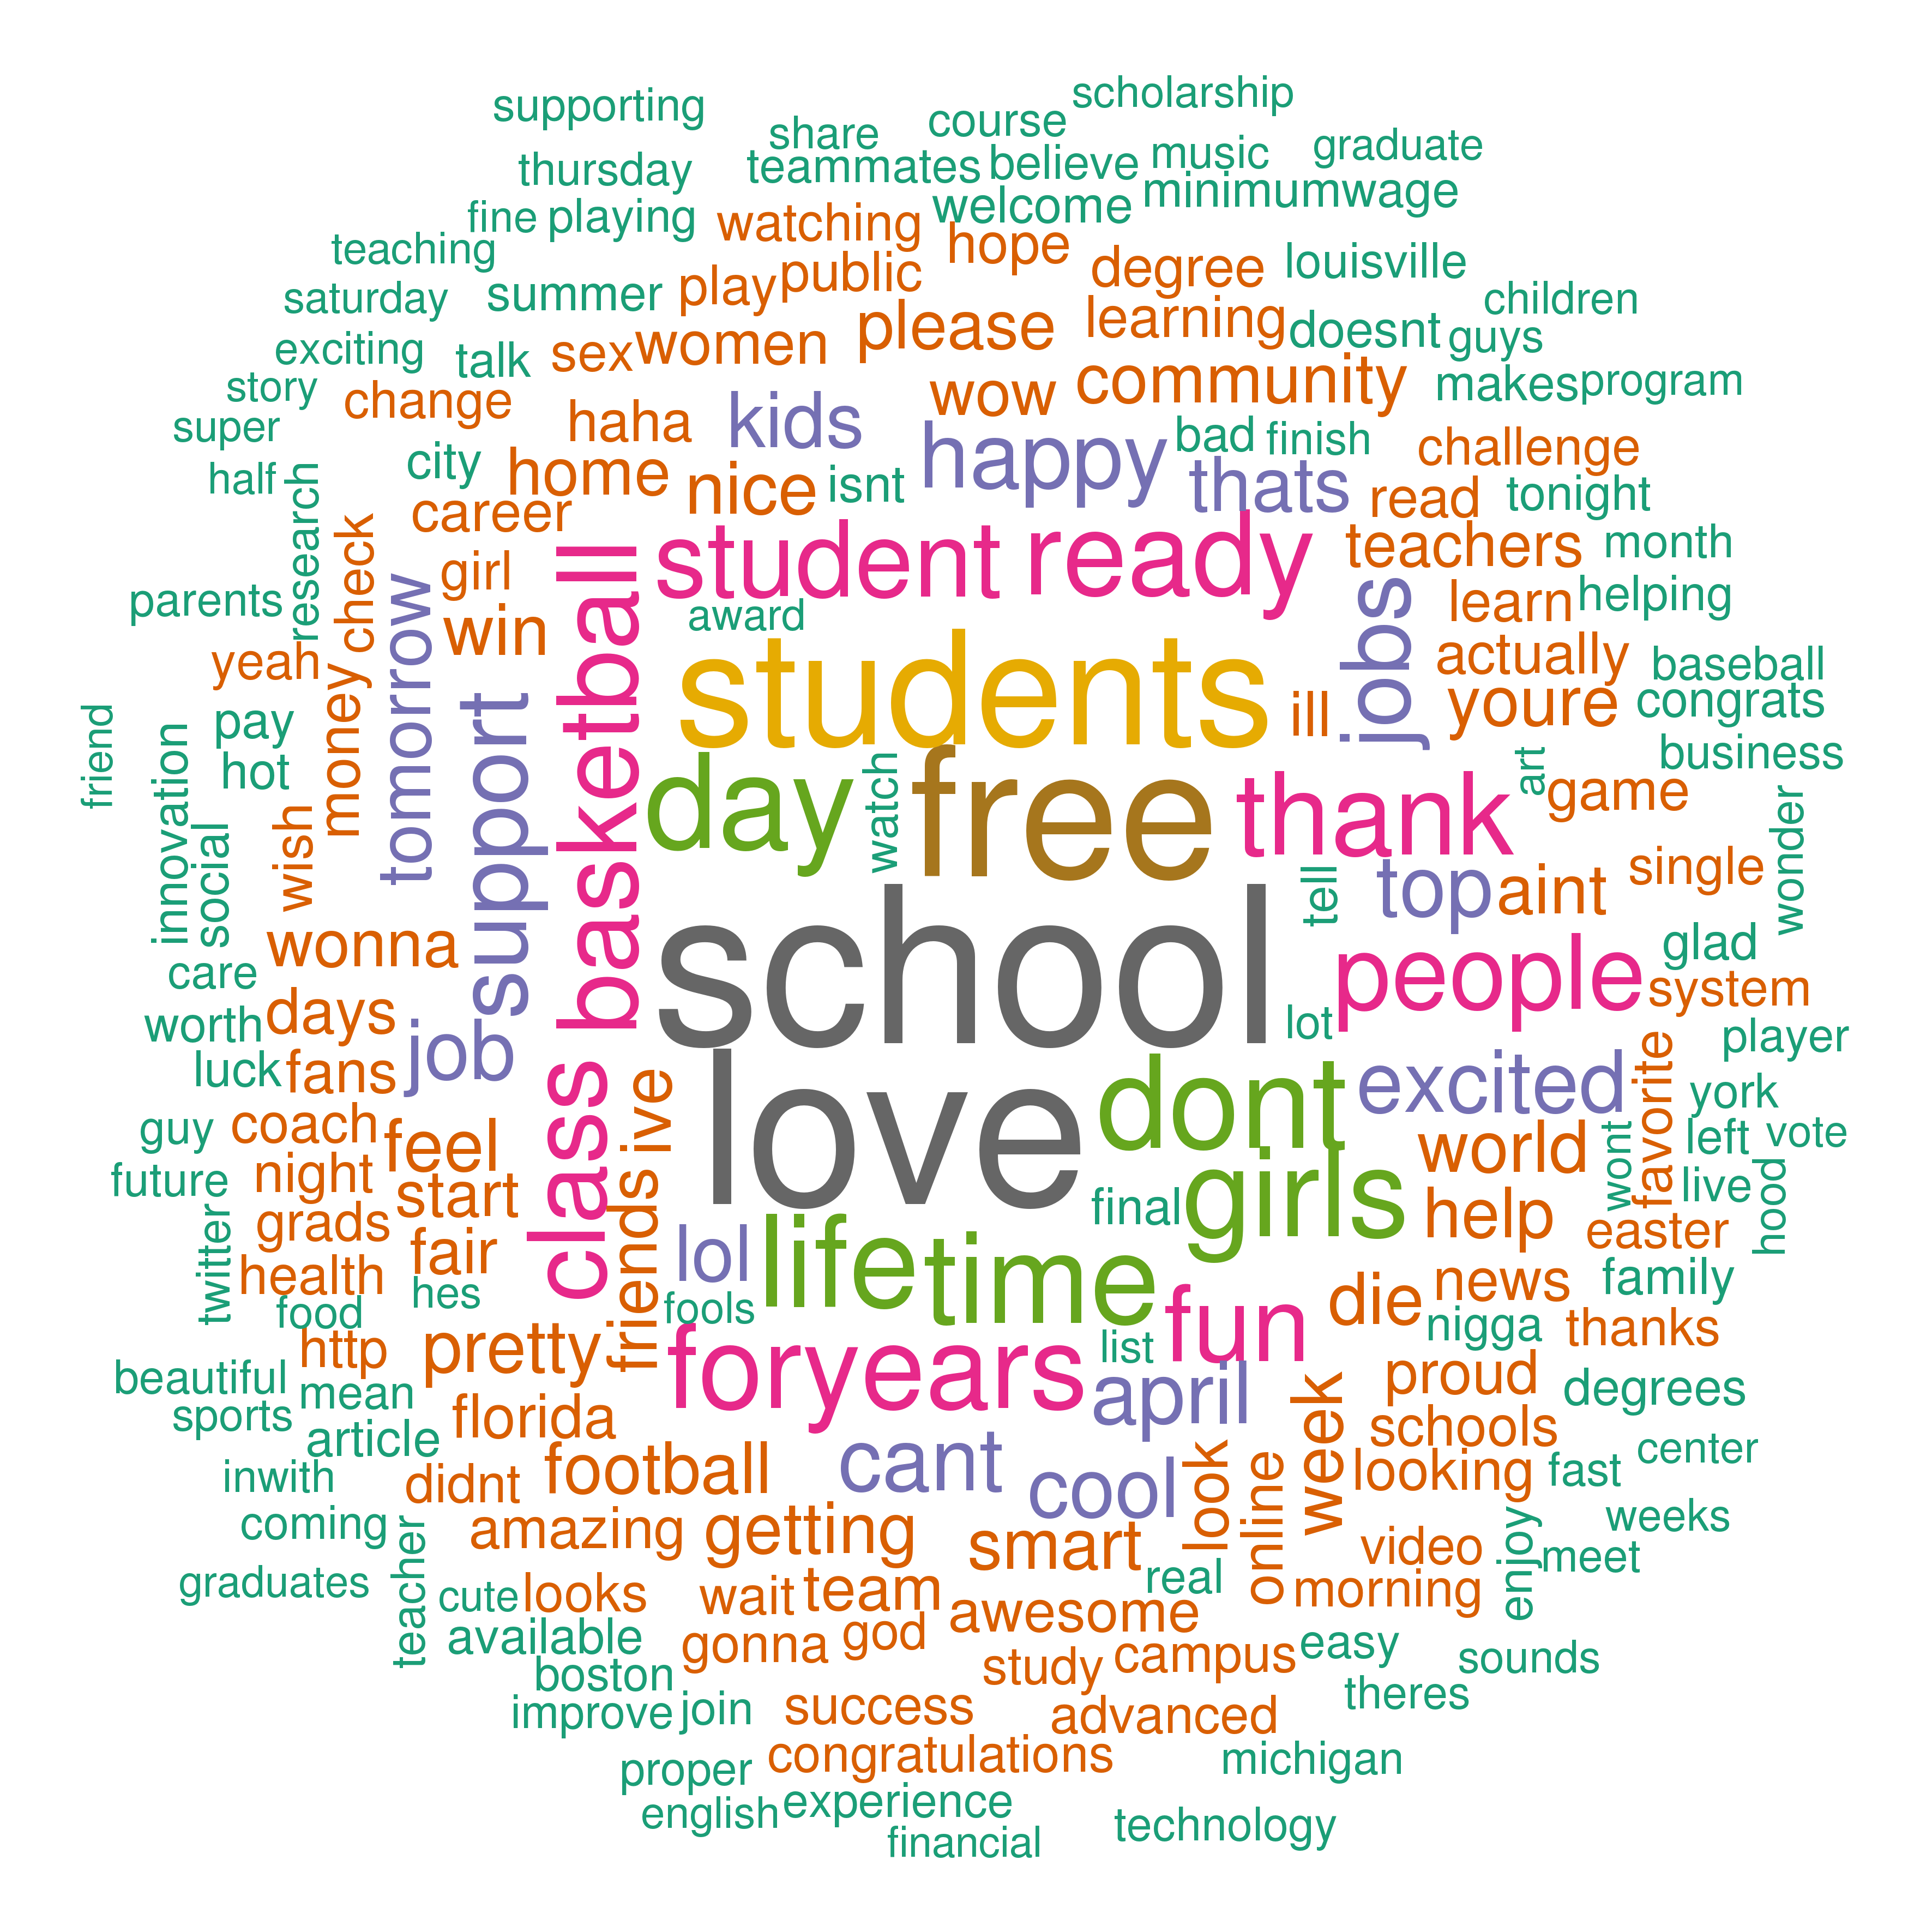 scholarship
supporting
share
course
thursday
teammates
believe
music
graduate
fine
playing
watching
welcome
minimumwage
teaching
hope
saturday
summer
play
public
degree
louisville
children
exciting
talk
sex
women
please
learning
doesnt
guys
story
change
haha
kids
wow
community
makes
program
super
city
home
nice
isnt
happy
bad
finish
challenge
half
research
career
thats
read
tonight
check
girl
basketball
student
ready
teachers
month
parents
tomorrow
win
award
jobs
learn
helping
yeah
money
support
students
ill
actually
baseball
friend
innovation
pay
youre
congrats
hot
day
watch
free
thank
art
game
business
social
wish
wonder
wonna
school
tell
top
aint
single
care
people
glad
system
worth
days
job
lot
player
luck
fans
class
ive
love
dont
excited
favorite
york
guy
coach
feel
friends
world
wont
left
vote
future
night
start
final
girls
help
live
hood
twitter
grads
fair
lol
life
time
easter
health
hes
fools
die
news
family
food
http
pretty
foryears
list
fun
nigga
thanks
beautiful
mean
april
week
proud
degrees
sports
article
florida
schools
inwith
didnt
football
cant
cool
look
online
looking
fast
center
coming
teacher
amazing
getting
smart
video
enjoy
weeks
meet
graduates
cute
looks
wait
team
real
morning
available
gonna
god
awesome
easy
boston
study
campus
sounds
improve
join
success
advanced
theres
proper
congratulations
michigan
english
experience
financial
technology